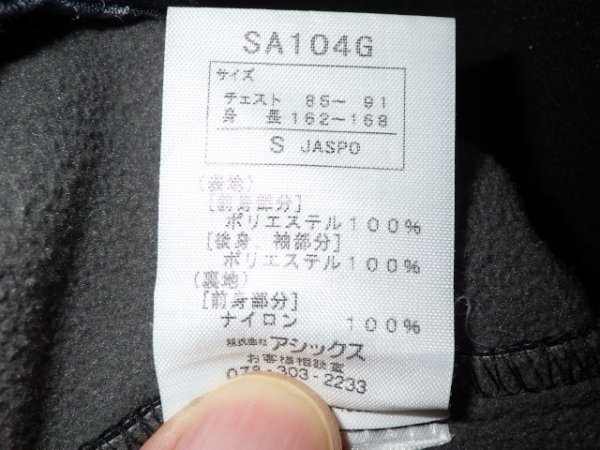 SA104G
サイズ
チェスト 85～ 91
身 長 162～168
S JASPO
(表地)
[前身部分]
ポリエステル100%
[後身、袖部分]
ポリエステル100%
(裏地)
[前身部分]
ナイロン 100%
株式会社アシックス
お客様相談室
078-303-2233